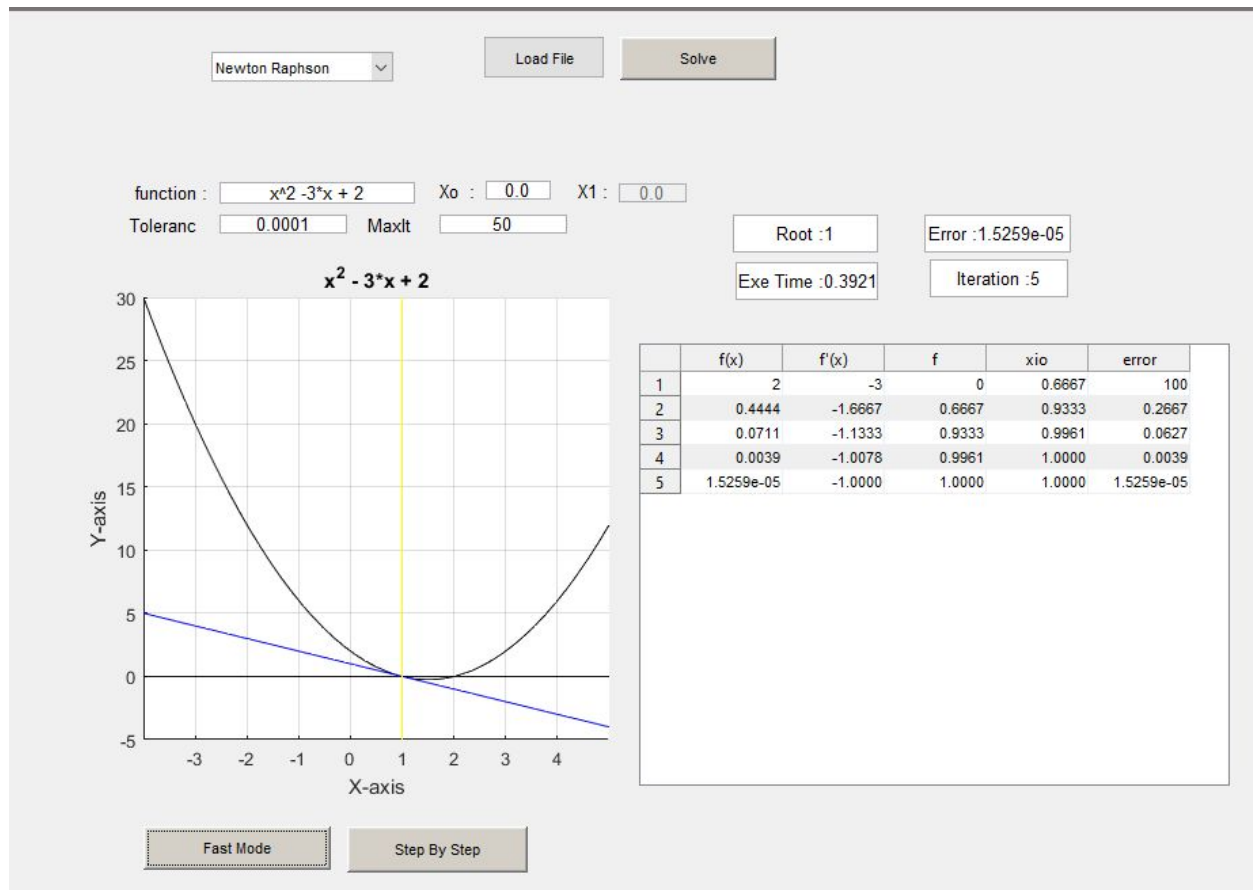 Newton Raphson
Load File
Solve
function : x^2 -3*x + 2 Xo : 0.0 X1 : 0.0
Toleranc 0.0001 MaxIt 50
Root :1 Error :1.5259e-05
Exe Time :0.3921 Iteration :5
x2 - 3*x + 2
30
25
20
15
10
5
0
-5
Y-axis
-3 -2 -1 0 1 2 3 4
X-axis
f(x) f'(x) f xio error
1 2 -3 0 0.6667 100
2 0.4444 -1.6667 0.6667 0.9333 0.2667
3 0.0711 -1.1333 0.9333 0.9961 0.0627
4 0.0039 -1.0078 0.9961 1.0000 0.0039
5 1.5259e-05 -1.0000 1.0000 1.0000 1.5259e-05
Fast Mode
Step By Step